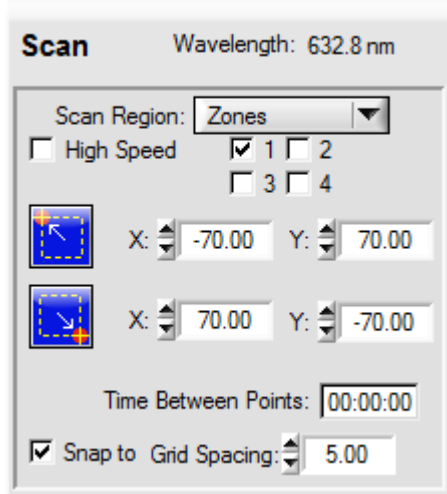 Scan Wavelength: 632.8 nm
Scan Region: Zones
High Speed 1 2
3 4
X: -70.00 Y: 70.00
X: 70.00 Y: -70.00
Time Between Points: 00:00:00
Snap to Grid Spacing: 5.00